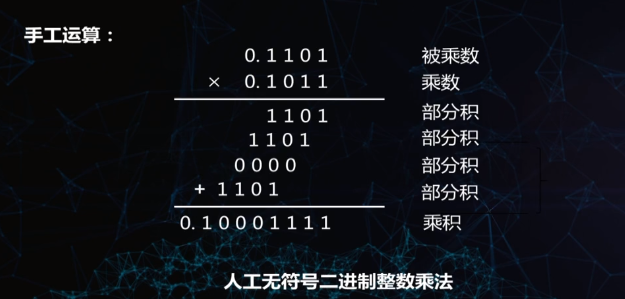 手工运算：
0.1101 被乘数
× 0.1011 乘数
1101 部分积
1101 部分积
0000 部分积
+ 1101 部分积
0.10001111 乘积
人工无符号二进制整数乘法